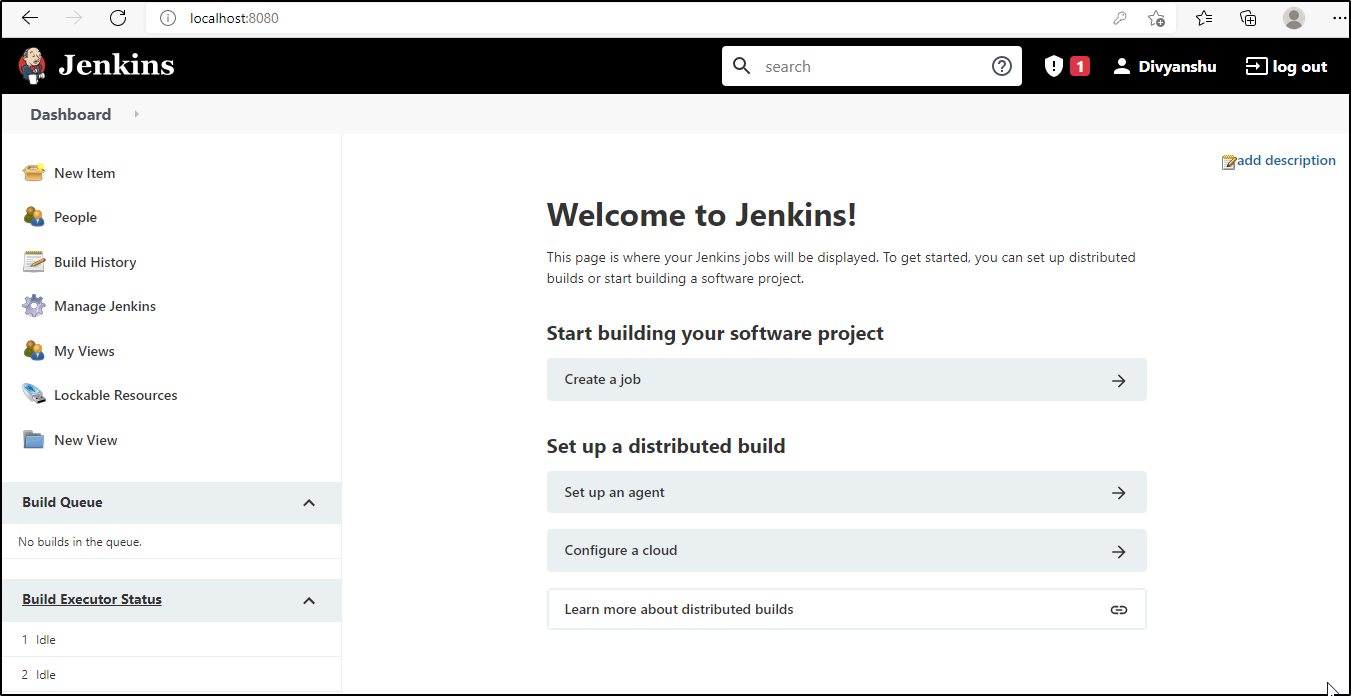 localhost:8080
Jenkins
search
1
Divyanshu
log out
Dashboard
New Item
People
Build History
Manage Jenkins
My Views
Lockable Resources
New View
Build Queue
No builds in the queue.
Build Executor Status
1 Idle
2 Idle
add description
Welcome to Jenkins!
This page is where your Jenkins jobs will be displayed. To get started, you can set up distributed
builds or start building a software project.
Start building your software project
Create a job
Set up a distributed build
Set up an agent
Configure a cloud
Learn more about distributed builds